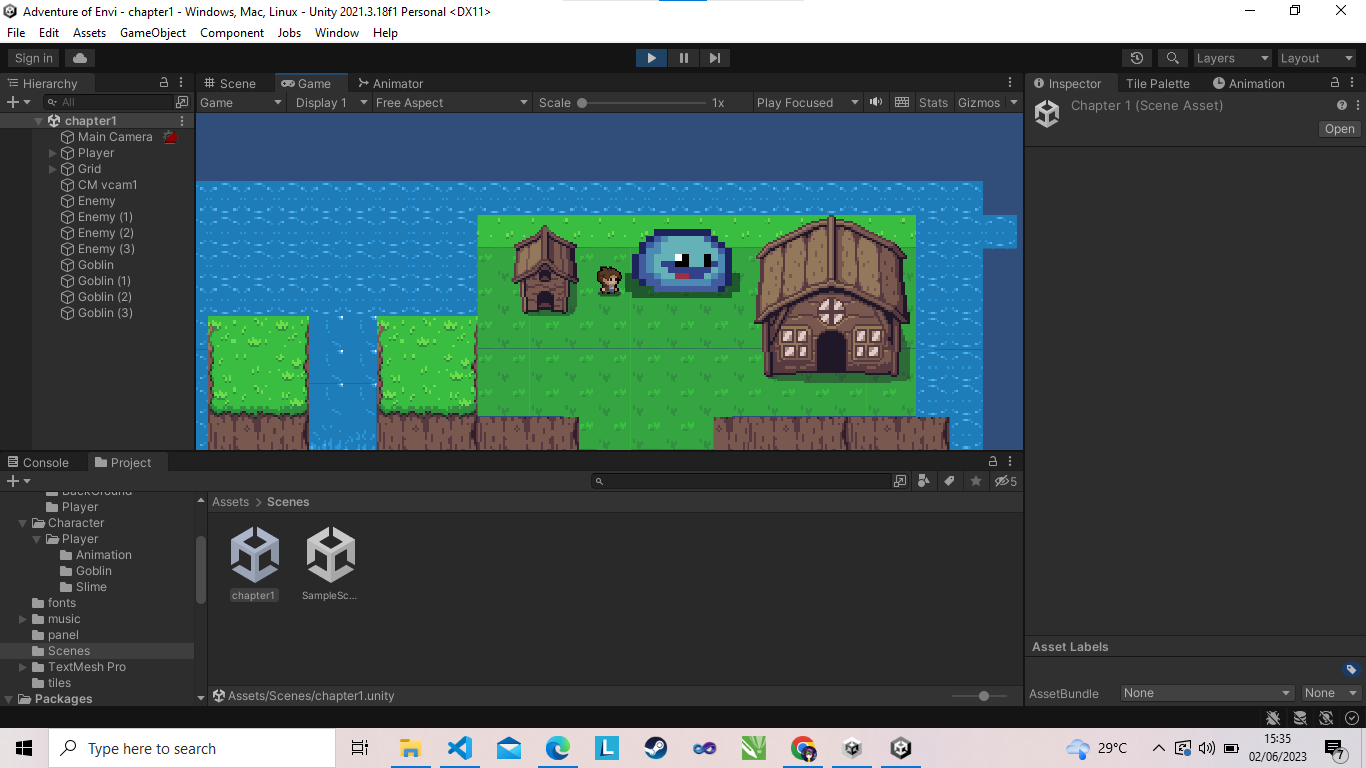 Adventure of Envi - chapter1 - Windows, Mac, Linux - Unity 2021.3.18f1 Personal <DX11>
File Edit Assets GameObject Component Jobs Window Help
Sign in
Layers
Layout
Hierarchy
Scene
Game
Animator
Inspector
Tile Palette
Animation
All
Game
Display 1
Free Aspect
Scale
1x
Play Focused
Stats
Gizmos
chapter1
Main Camera
Player
Grid
CM vcam1
Enemy
Enemy (1)
Enemy (2)
Enemy (3)
Goblin
Goblin (1)
Goblin (2)
Goblin (3)
Chapter 1 (Scene Asset)
Open
Console
Project
5
BackGround
Player
Character
Player
Animation
Goblin
Slime
fonts
music
panel
Scenes
TextMesh Pro
tiles
Packages
Assets > Scenes
chapter1
SampleSc...
Assets/Scenes/chapter1.unity
Asset Labels
AssetBundle
None
None
Type here to search
L
29°C
15:35
02/06/2023
7